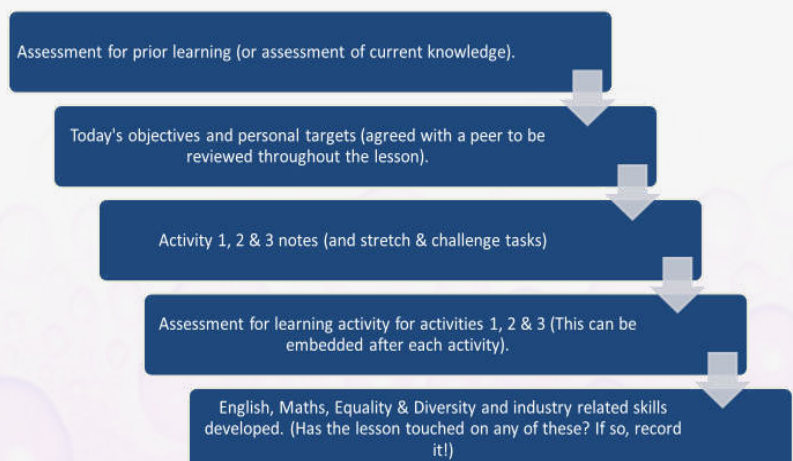 Assessment for prior learning (or assessment of current knowledge).
Today's objectives and personal targets (agreed with a peer to be
reviewed throughout the lesson).
Activity 1, 2 & 3 notes (and stretch & challenge tasks)
Assessment for learning activity for activities 1, 2 & 3 (This can be
embedded after each activity).
English, Maths, Equality & Diversity and industry related skills
developed. (Has the lesson touched on any of these? If so, record
it!)